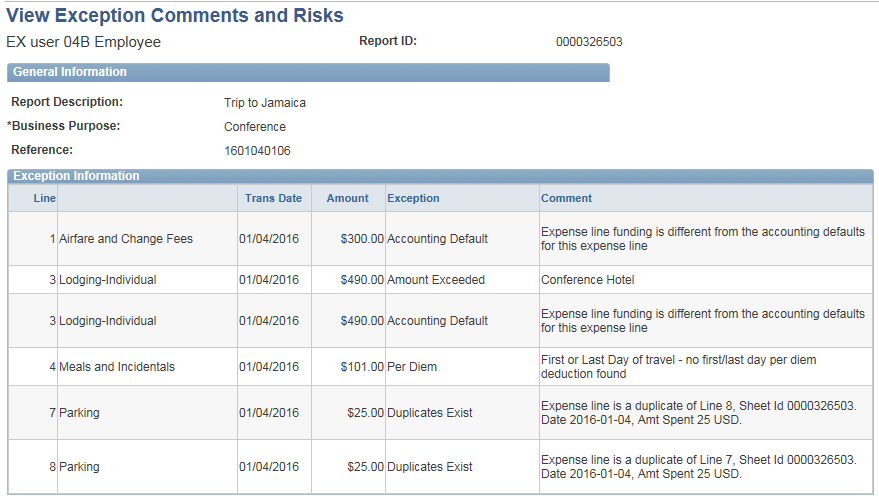 View Exception Comments and Risks
EX user 04B Employee Report ID: 0000326503
General Information
Report Description: Trip to Jamaica
*Business Purpose: Conference
Reference: 1601040106
Exception Information
Line Trans Date Amount Exception Comment
1 Airfare and Change Fees 01/04/2016 $300.00 Accounting Default Expense line funding is different from the accounting defaults
for this expense line
3 Lodging-Individual 01/04/2016 $490.00 Amount Exceeded Conference Hotel
3 Lodging-Individual 01/04/2016 $490.00 Accounting Default Expense line funding is different from the accounting defaults
for this expense line
4 Meals and Incidentals 01/04/2016 $101.00 Per Diem First or Last Day of travel - no first/last day per diem
deduction found
7 Parking 01/04/2016 $25.00 Duplicates Exist Expense line is a duplicate of Line 8, Sheet Id 0000326503.
Date 2016-01-04, Amt Spent 25 USD.
8 Parking 01/04/2016 $25.00 Duplicates Exist Expense line is a duplicate of Line 7, Sheet Id 0000326503.
Date 2016-01-04, Amt Spent 25 USD.